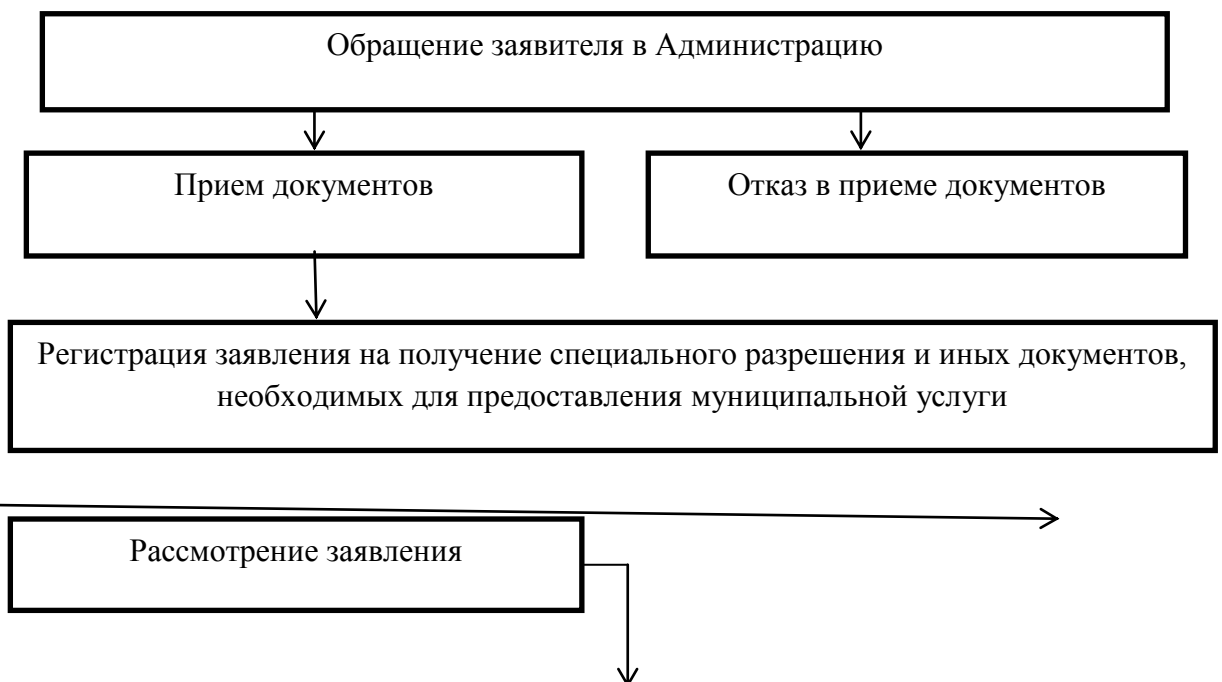 Обращение заявителя в Администрацию
Прием документов
Отказ в приеме документов
Регистрация заявления на получение специального разрешения и иных документов,
необходимых для предоставления муниципальной услуги
Рассмотрение заявления